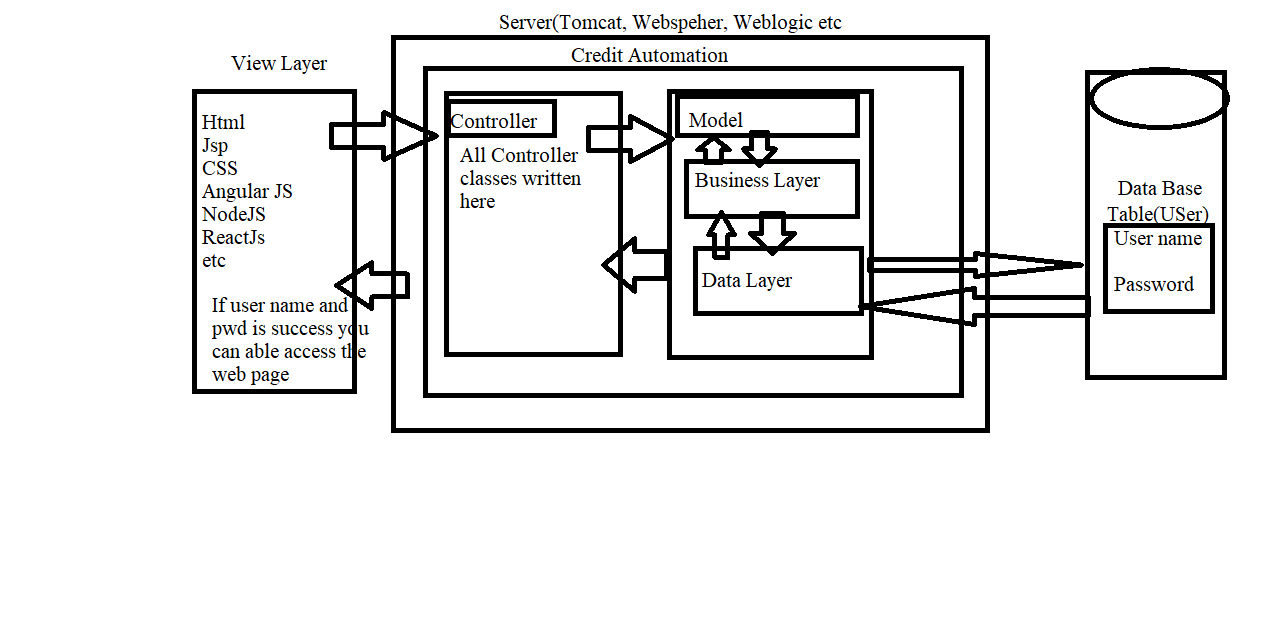 Server(Tomcat, Webspeher, Weblogic etc
Credit Automation
View Layer
Html
Jsp
CSS
Angular JS
NodeJS
ReactJs
etc
If user name and
pwd is success you
can able access the
web page
Controller
All Controller
classes written
here
Model
Business Layer
Data Layer
Data Base
Table(USer)
User name
Password